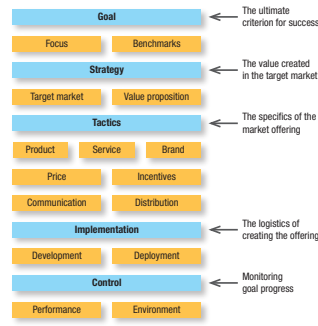 Goal
The ultimate
criterion for success
Focus
Benchmarks
Strategy
The value created
in the target market
Target market
Value proposition
Tactics
The specifics of the
market offering
Product
Service
Brand
Price
Incentives
Communication
Distribution
Implementation
The logistics of
creating the offering
Development
Deployment
Control
Monitoring
goal progress
Performance
Environment